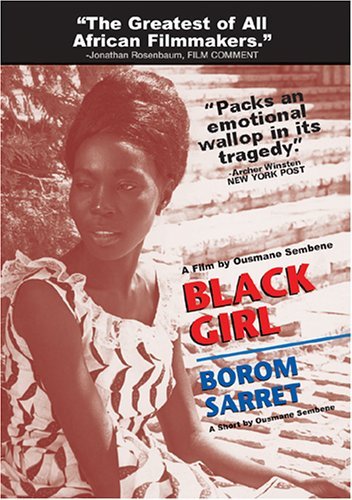 “The Greatest of All
African Filmmakers.”
-Jonathan Rosenbaum, FILM COMMENT
“Packs an
emotional
wallop in its
tragedy.”
-Archer Winsten
NEW YORK POST
A Film by Ousmane Sembene
BLACK
GIRL
BOROM
SARRET
A Short by Ousmane Sembene